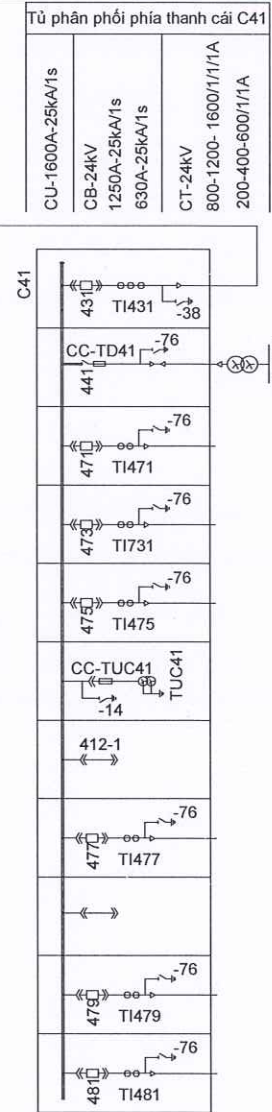 Tủ phân phối phía thanh cái C41
CU-1600A-25kA/1s
CB-24kV
1250A-25kA/1s
630A-25kA/1s
CT-24kV
800-1200- 1600/1/1/1A
200-400-600/1/1A
C41
431
TI431
-38
CC-TD41
-76
441
-76
471
TI471
-76
473
TI731
-76
475
TI475
CC-TUC41
TUC41
-14
412-1
-76
477
TI477
-76
479
TI479
-76
481
TI481